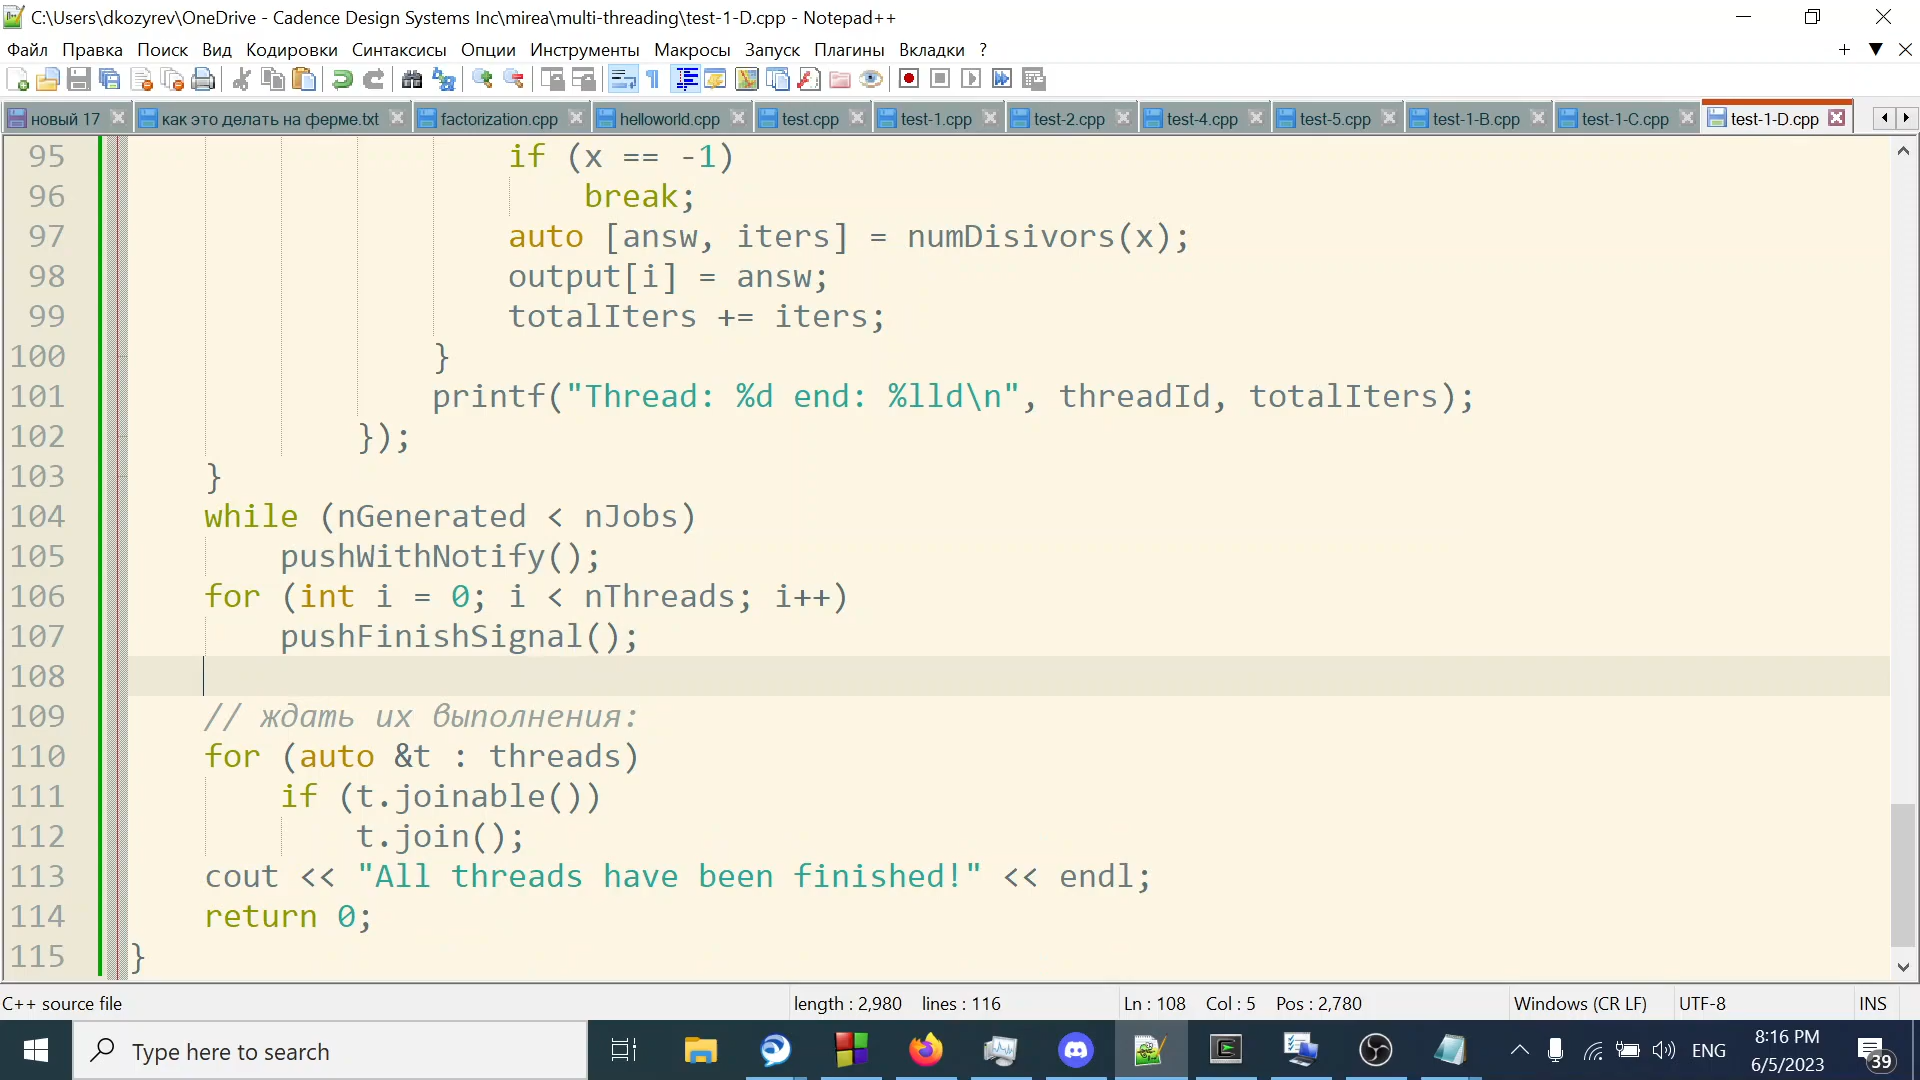 C:\Users\dkozyrev\OneDrive - Cadence Design Systems Inc\mirea\multi-threading\test-1-D.cpp - Notepad++
Файл Правка Поиск Вид Кодировки Синтаксисы Опции Инструменты Макросы Запуск Плагины Вкладки ?
новый 17 как это делать на ферме.txt factorization.cpp helloworld.cpp test.cpp test-1.cpp test-2.cpp test-4.cpp test-5.cpp test-1-B.cpp test-1-C.cpp test-1-D.cpp
95 if (x == -1)
96 break;
97 auto [answ, iters] = numDisivors(x);
98 output[i] = answ;
99 totalIters += iters;
100 }
101 printf("Thread: %d end: %lld\n", threadId, totalIters);
102 });
103 }
104 while (nGenerated < nJobs)
105 pushWithNotify();
106 for (int i = 0; i < nThreads; i++)
107 pushFinishSignal();
108
109 // ждать их выполнения:
110 for (auto &t : threads)
111 if (t.joinable())
112 t.join();
113 cout << "All threads have been finished!" << endl;
114 return 0;
115 }
C++ source file length : 2,980 lines : 116 Ln : 108 Col : 5 Pos : 2,780 Windows (CR LF) UTF-8 INS
Type here to search ENG 8:16 PM 39
6/5/2023